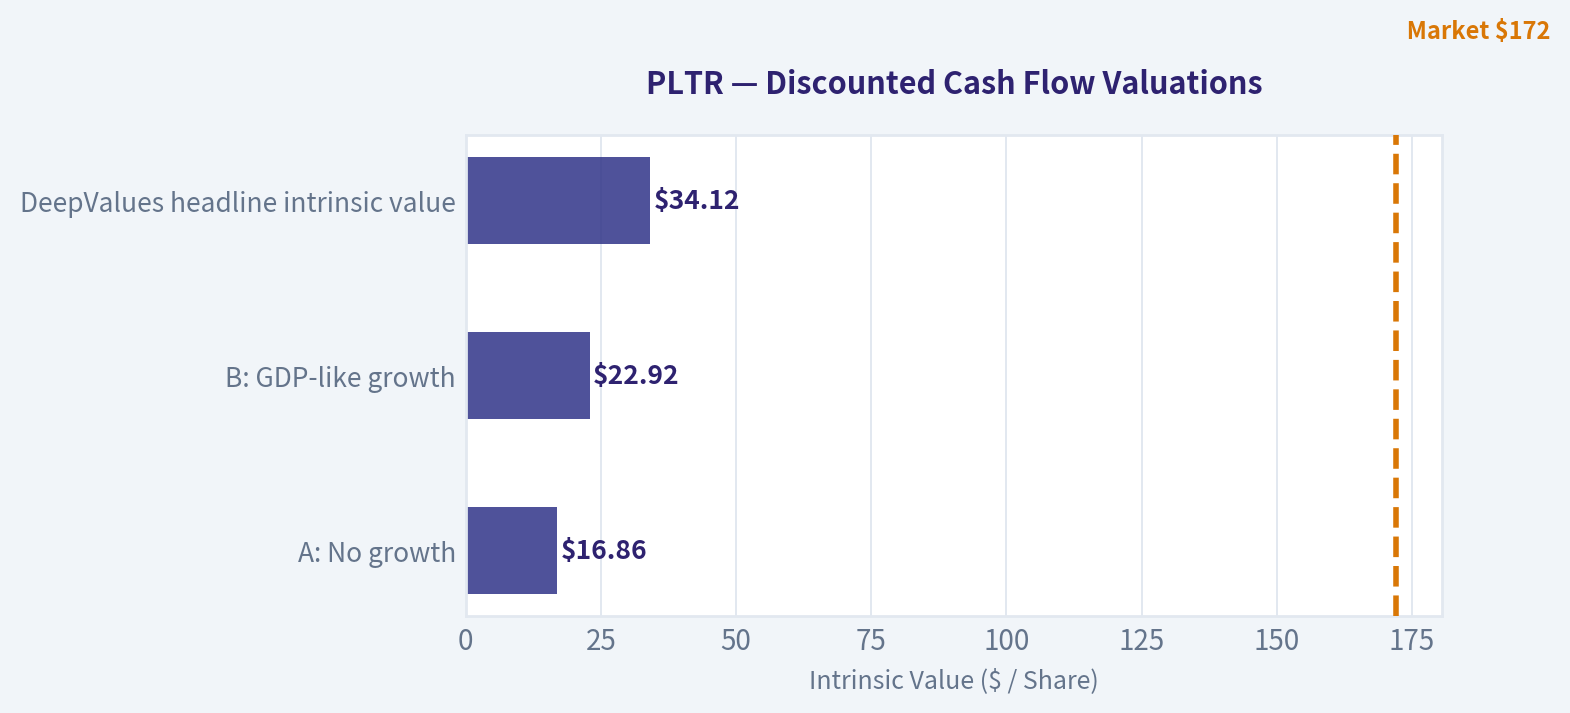 Market $172
PLTR — Discounted Cash Flow Valuations
DeepValues headline intrinsic value
$34.12
B: GDP-like growth
$22.92
A: No growth
$16.86
0 25 50 75 100 125 150 175
Intrinsic Value ($ / Share)